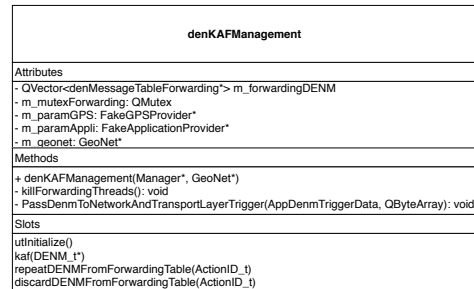 denKAFManagement
Attributes
- QVector<denMessageTableForwarding*> m_forwardingDENM
- m_mutexForwarding: QMutex
- m_paramGPS: FakeGPSProvider*
- m_paramAppli: FakeApplicationProvider*
- m_geonet: GeoNet*
Methods
+ denKAFManagement(Manager*, GeoNet*)
- killForwardingThreads(): void
- PassDenmToNetworkAndTransportLayerTrigger(AppDenmTriggerData, QByteArray): void
Slots
utInitialize()
kaf(DENM_t*)
repeatDENMFromForwardingTable(ActionID_t)
discardDENMFromForwardingTable(ActionID_t)